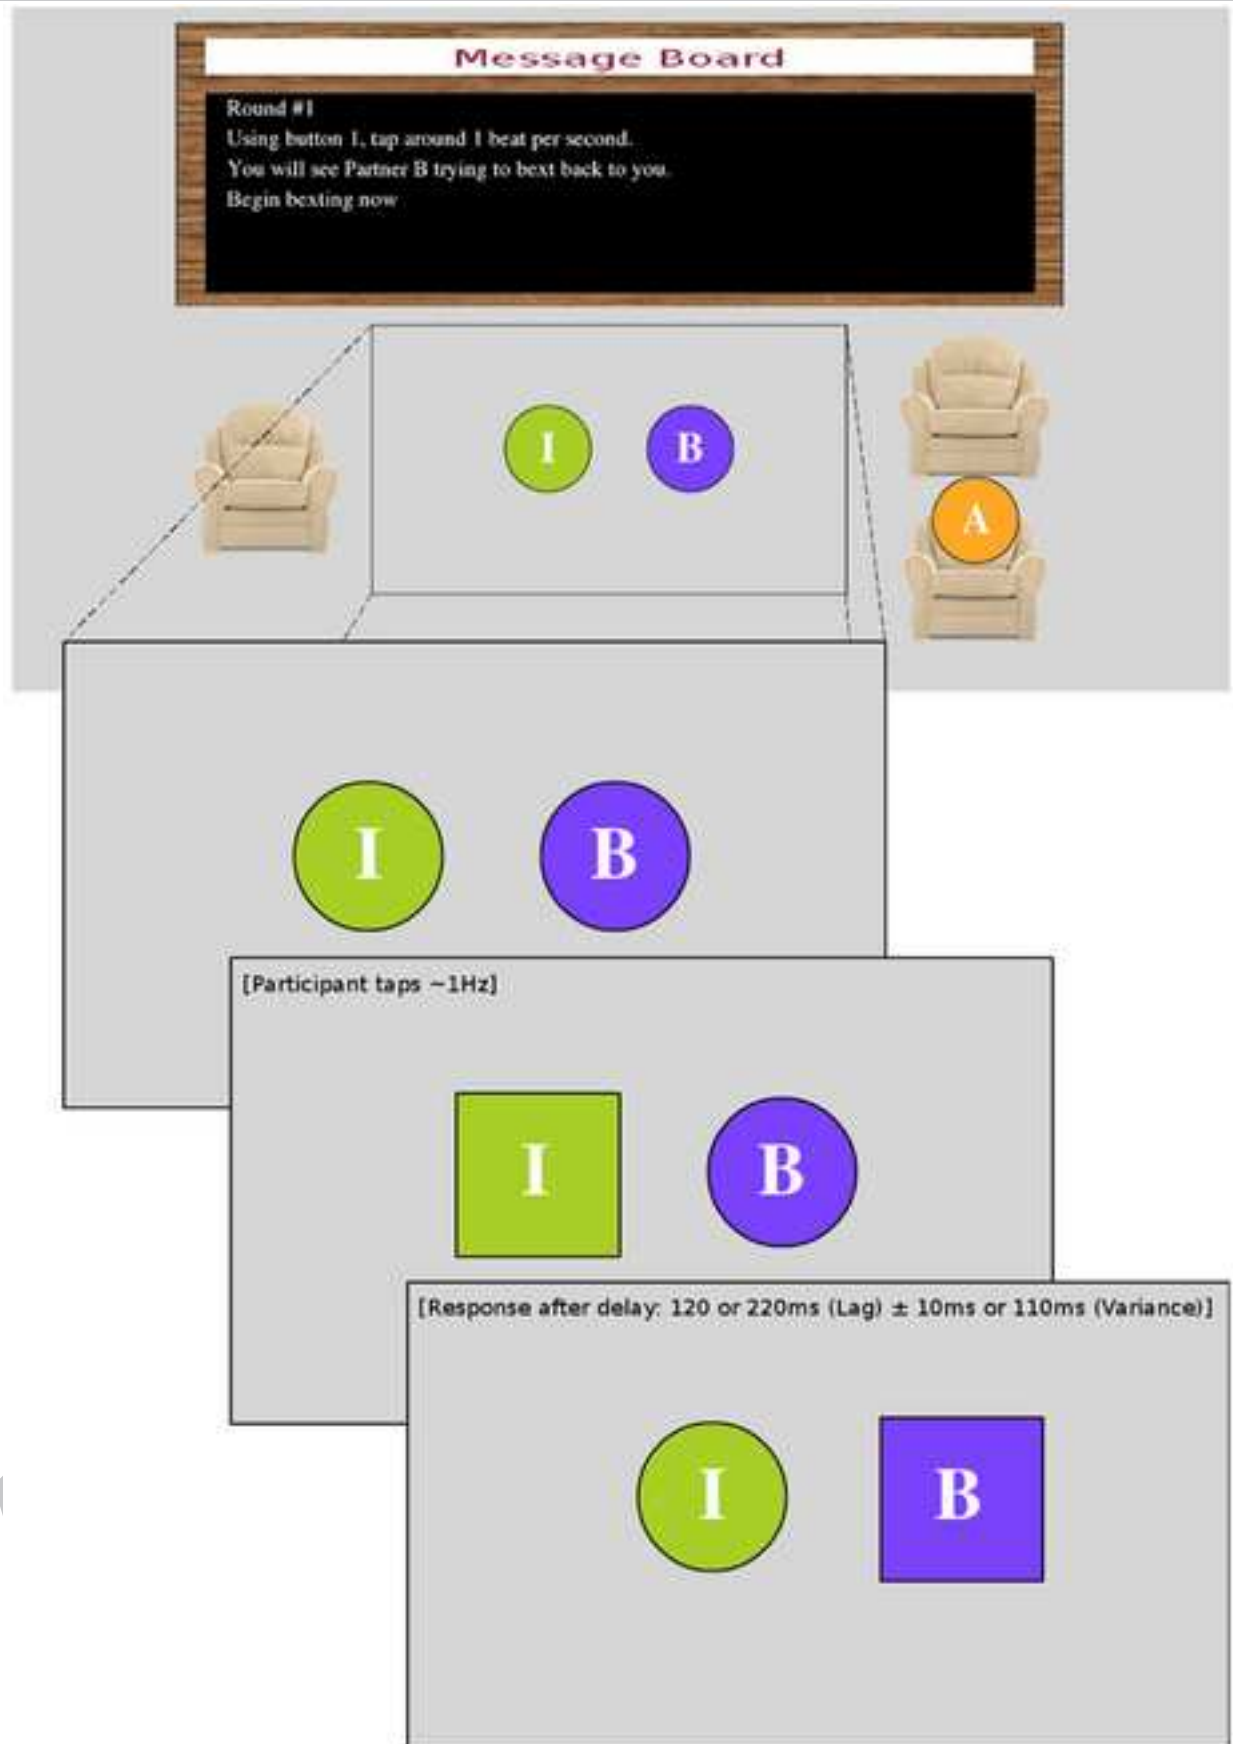 Message Board
Round #1
Using button 1, tap around 1 beat per second.
You will see Partner B trying to bext back to you.
Begin bexting now
I B
A
I B
[Participant taps ~1Hz]
I B
[Response after delay: 120 or 220ms (Lag) ± 10ms or 110ms (Variance)]
I B